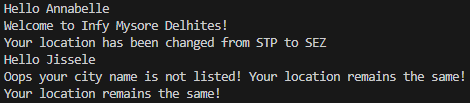 Hello Annabelle
Welcome to Infy Mysore Delhites!
Your location has been changed from STP to SEZ
Hello Jissele
Oops your city name is not listed! Your location remains the same!
Your location remains the same!